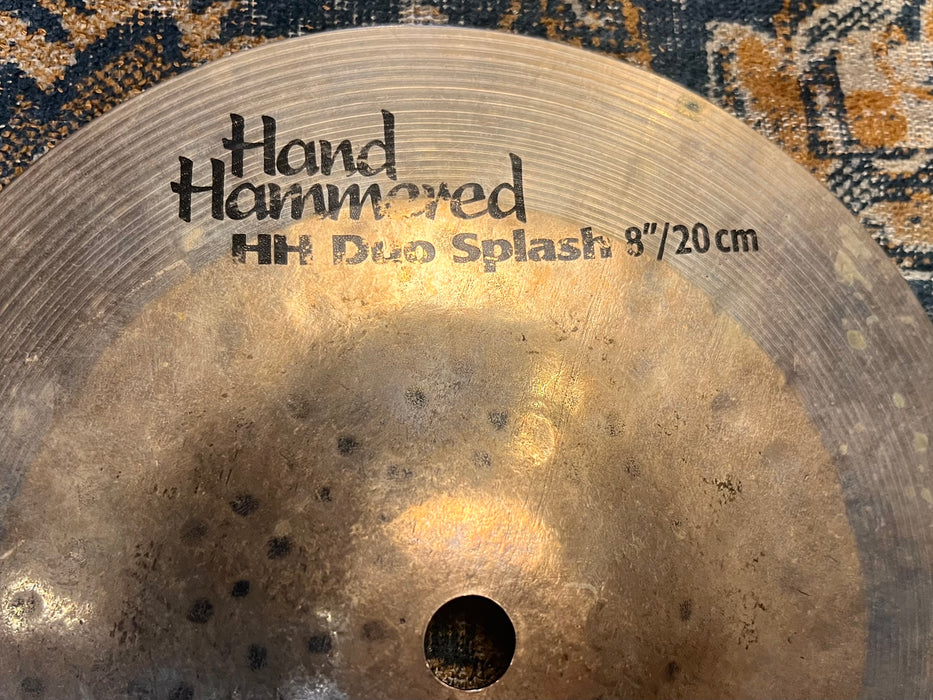 Hand
Hammered
HH Duo Splash 8"/20cm